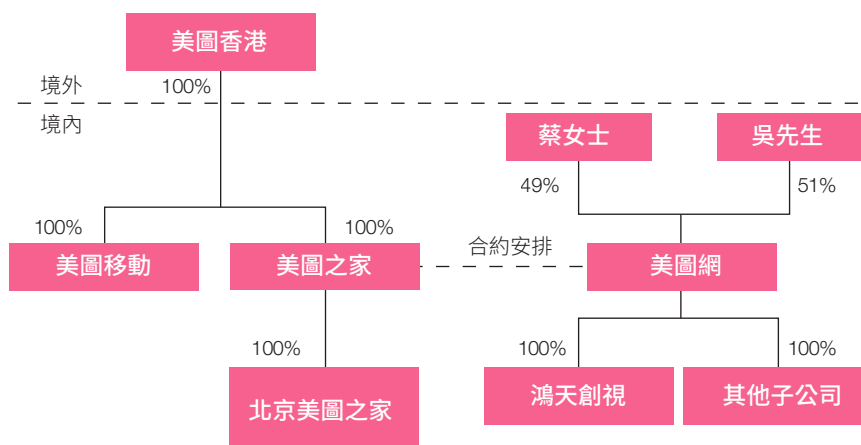 美圖香港
境外
100%
境內
蔡女士
吳先生
49%
51%
100%
100%
合約安排
美圖移動
美圖之家
美圖網
100%
100%
100%
北京美圖之家
鴻天創視
其他子公司